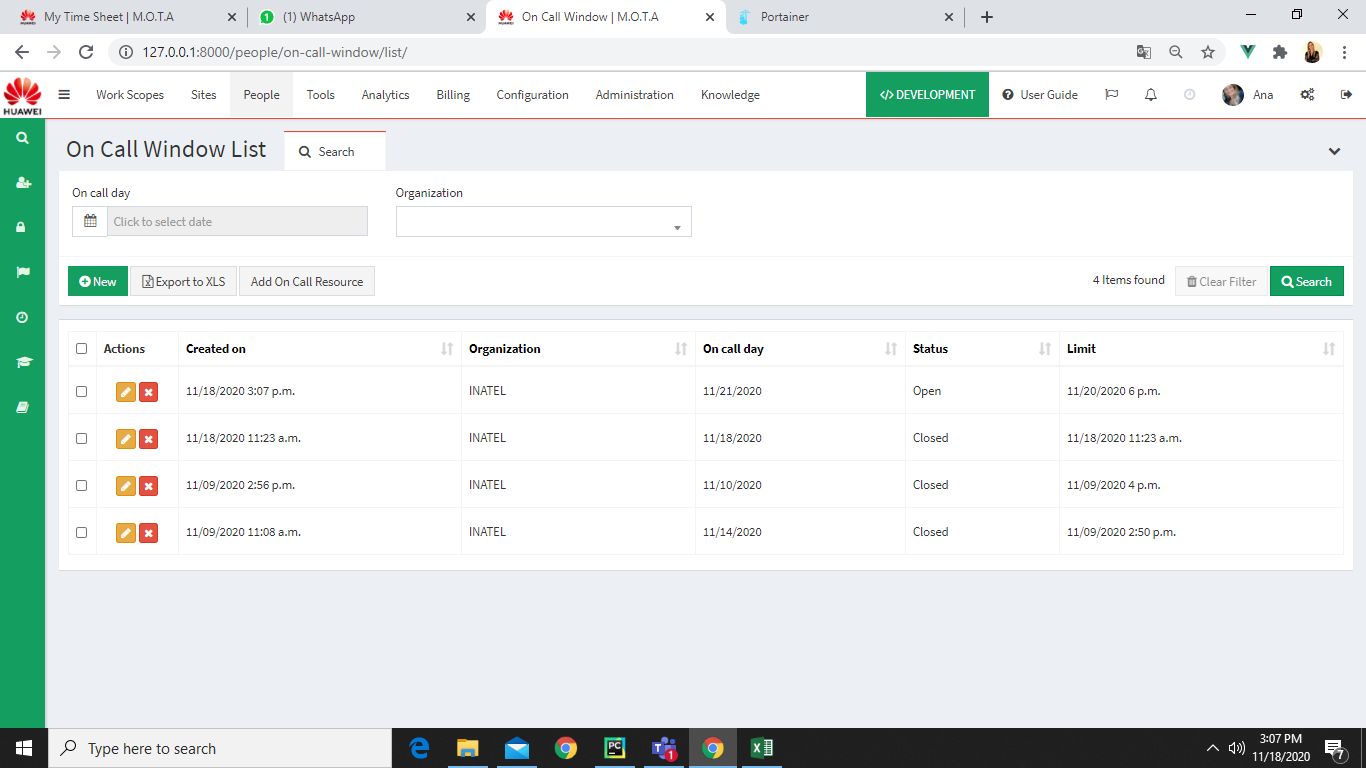 My Time Sheet | M.O.T.A
(1) WhatsApp
On Call Window | M.O.T.A
Portainer
127.0.0.1:8000/people/on-call-window/list/
HUAWEI
Work Scopes Sites People Tools Analytics Billing Configuration Administration Knowledge
</> DEVELOPMENT
User Guide
Ana
On Call Window List
Search
On call day
Organization
Click to select date
New
Export to XLS
Add On Call Resource
4 Items found
Clear Filter
Search
Actions Created on Organization On call day Status Limit
11/18/2020 3:07 p.m. INATEL 11/21/2020 Open 11/20/2020 6 p.m.
11/18/2020 11:23 a.m. INATEL 11/18/2020 Closed 11/18/2020 11:23 a.m.
11/09/2020 2:56 p.m. INATEL 11/10/2020 Closed 11/09/2020 4 p.m.
11/09/2020 11:08 a.m. INATEL 11/14/2020 Closed 11/09/2020 2:50 p.m.
Type here to search
PC
1
3:07 PM
11/18/2020
7